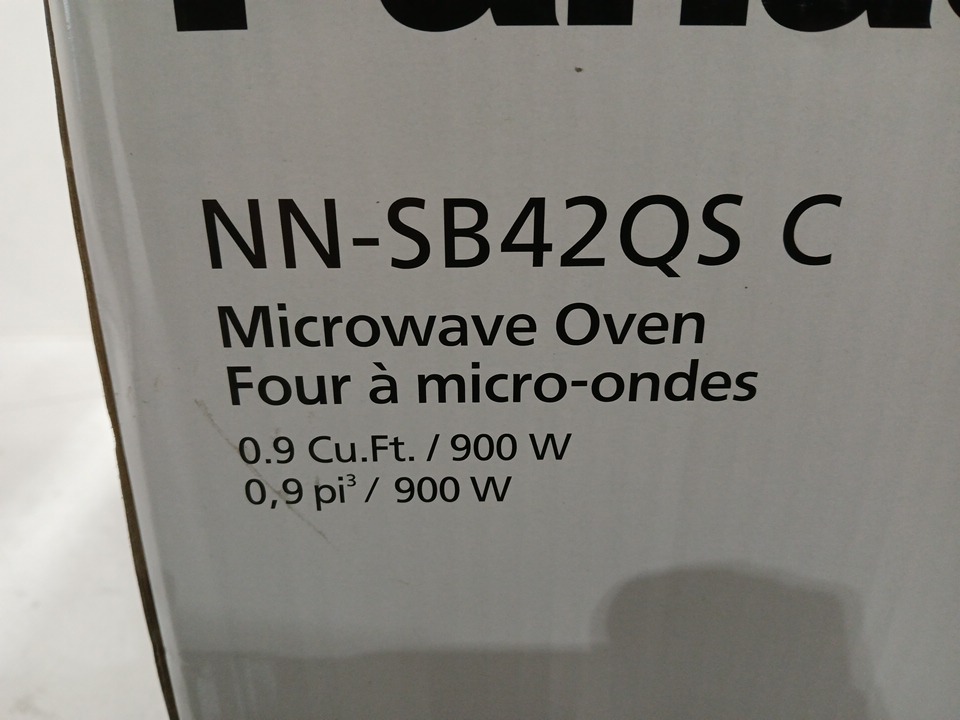 NN-SB42QS C
Microwave Oven
Four à micro-ondes
0.9 Cu.Ft. / 900 W
0,9 pi³ / 900 W